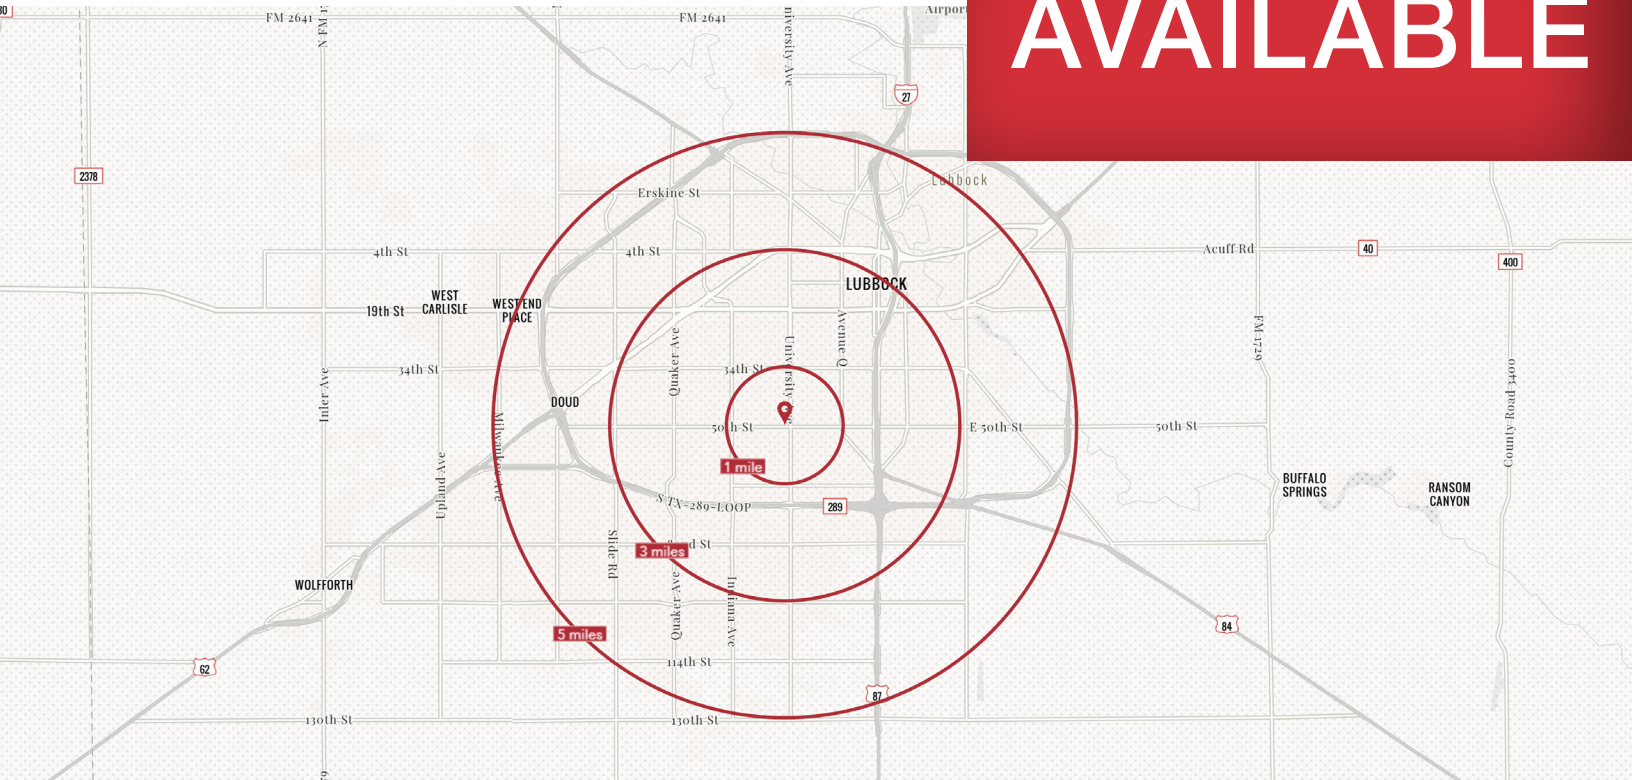 AVAILABLE
FM 2641
FM 2641
27
2378
Lubbock
Erskine St
4th St
4th St
Acuff Rd
40
400
LUBBOCK
WEST
CARLISLE
WEST END
PLACE
19th St
Avenue Q
Quaker Ave
FM 1729
34th St
34th St
Inler Ave
DOUD
County Road 3400
50th St
E 50th St
50th St
Milwaukee Ave
1 mile
Upland Ave
BUFFALO
SPRINGS
RANSOM
CANYON
S TX-289-LOOP
289
3 miles
Slide Rd
WOLFFORTH
Quaker Ave
Indiana Ave
5 miles
84
62
114th St
87
130th St
130th St